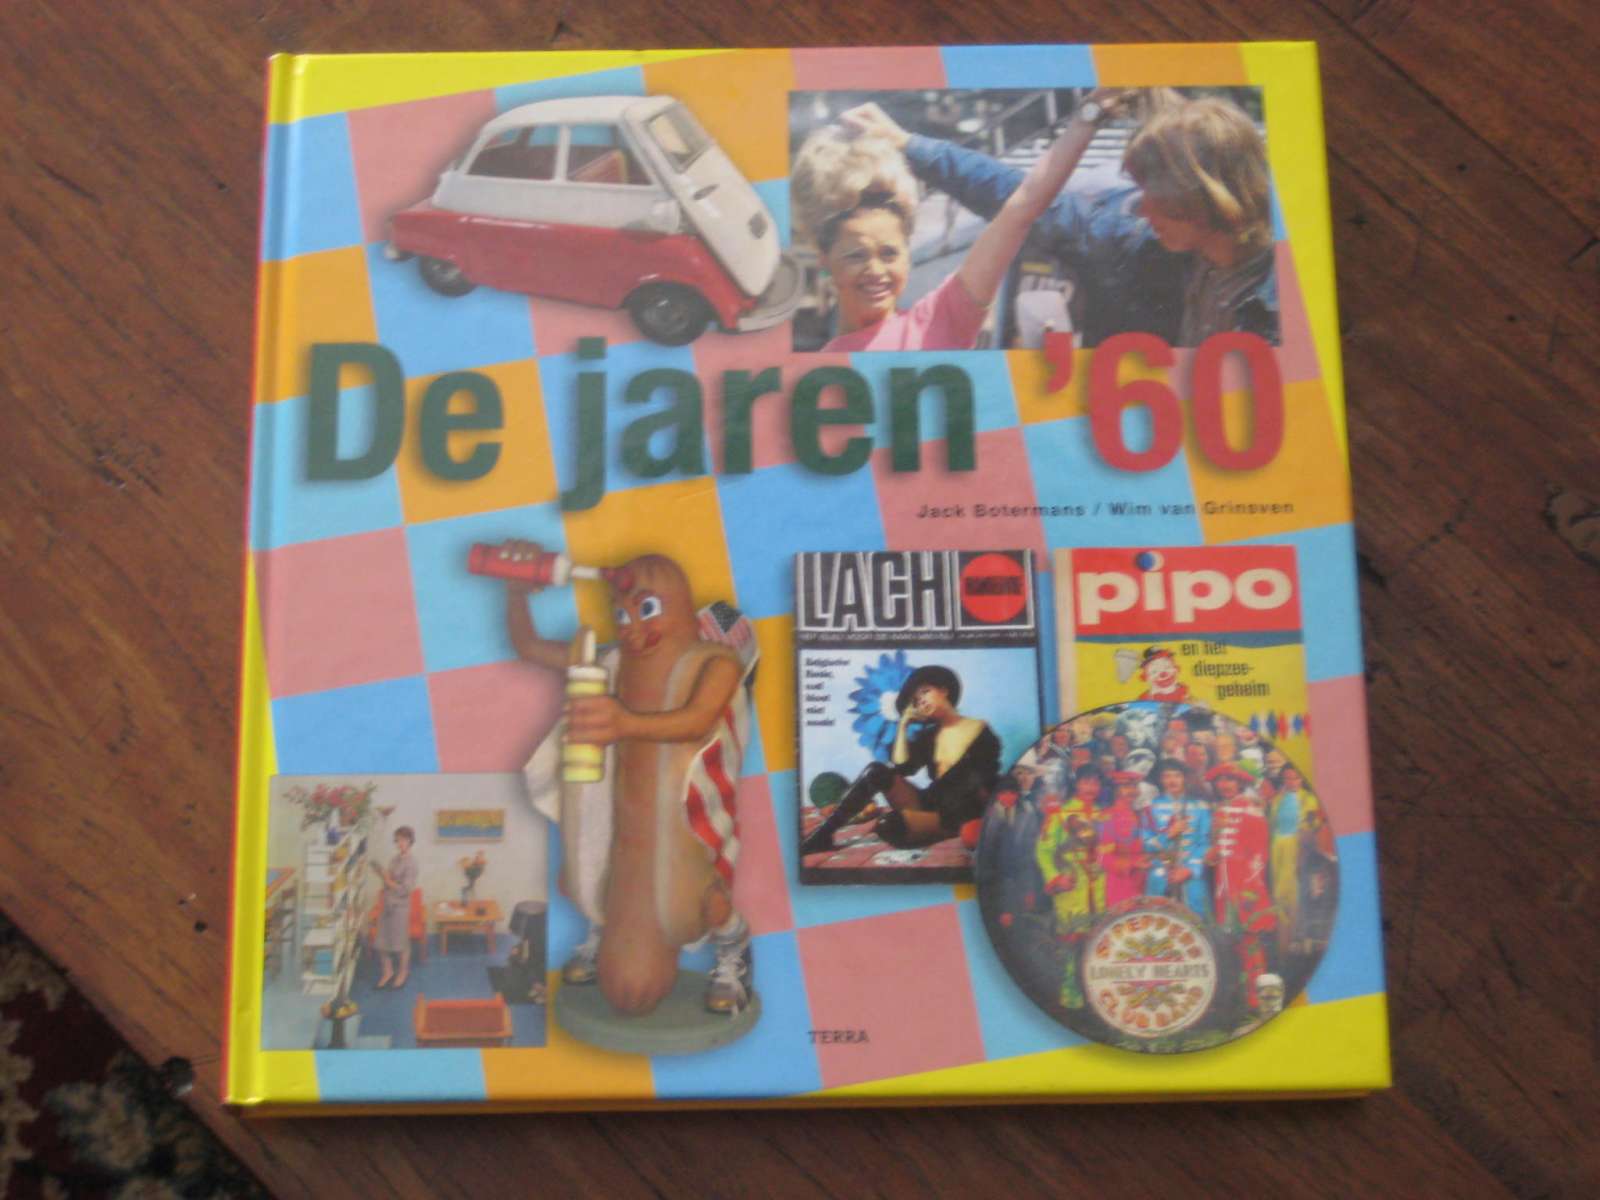 De jaren '60
Jack Botermans / Wim van Grinsven
LACH
pipo
en het
diepzee-
geheim
Belgische
SGT PEPPERS
LONELY HEARTS
CLUB BAND
TERRA